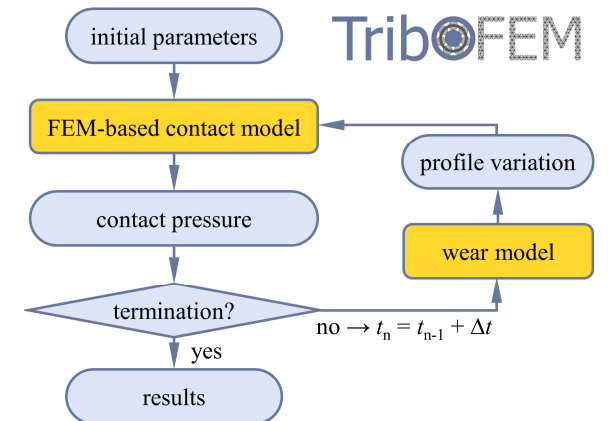 TriboFEM
initial parameters
FEM-based contact model
profile variation
contact pressure
wear model
termination?
no → tn = tn-1 + Δt
yes
results